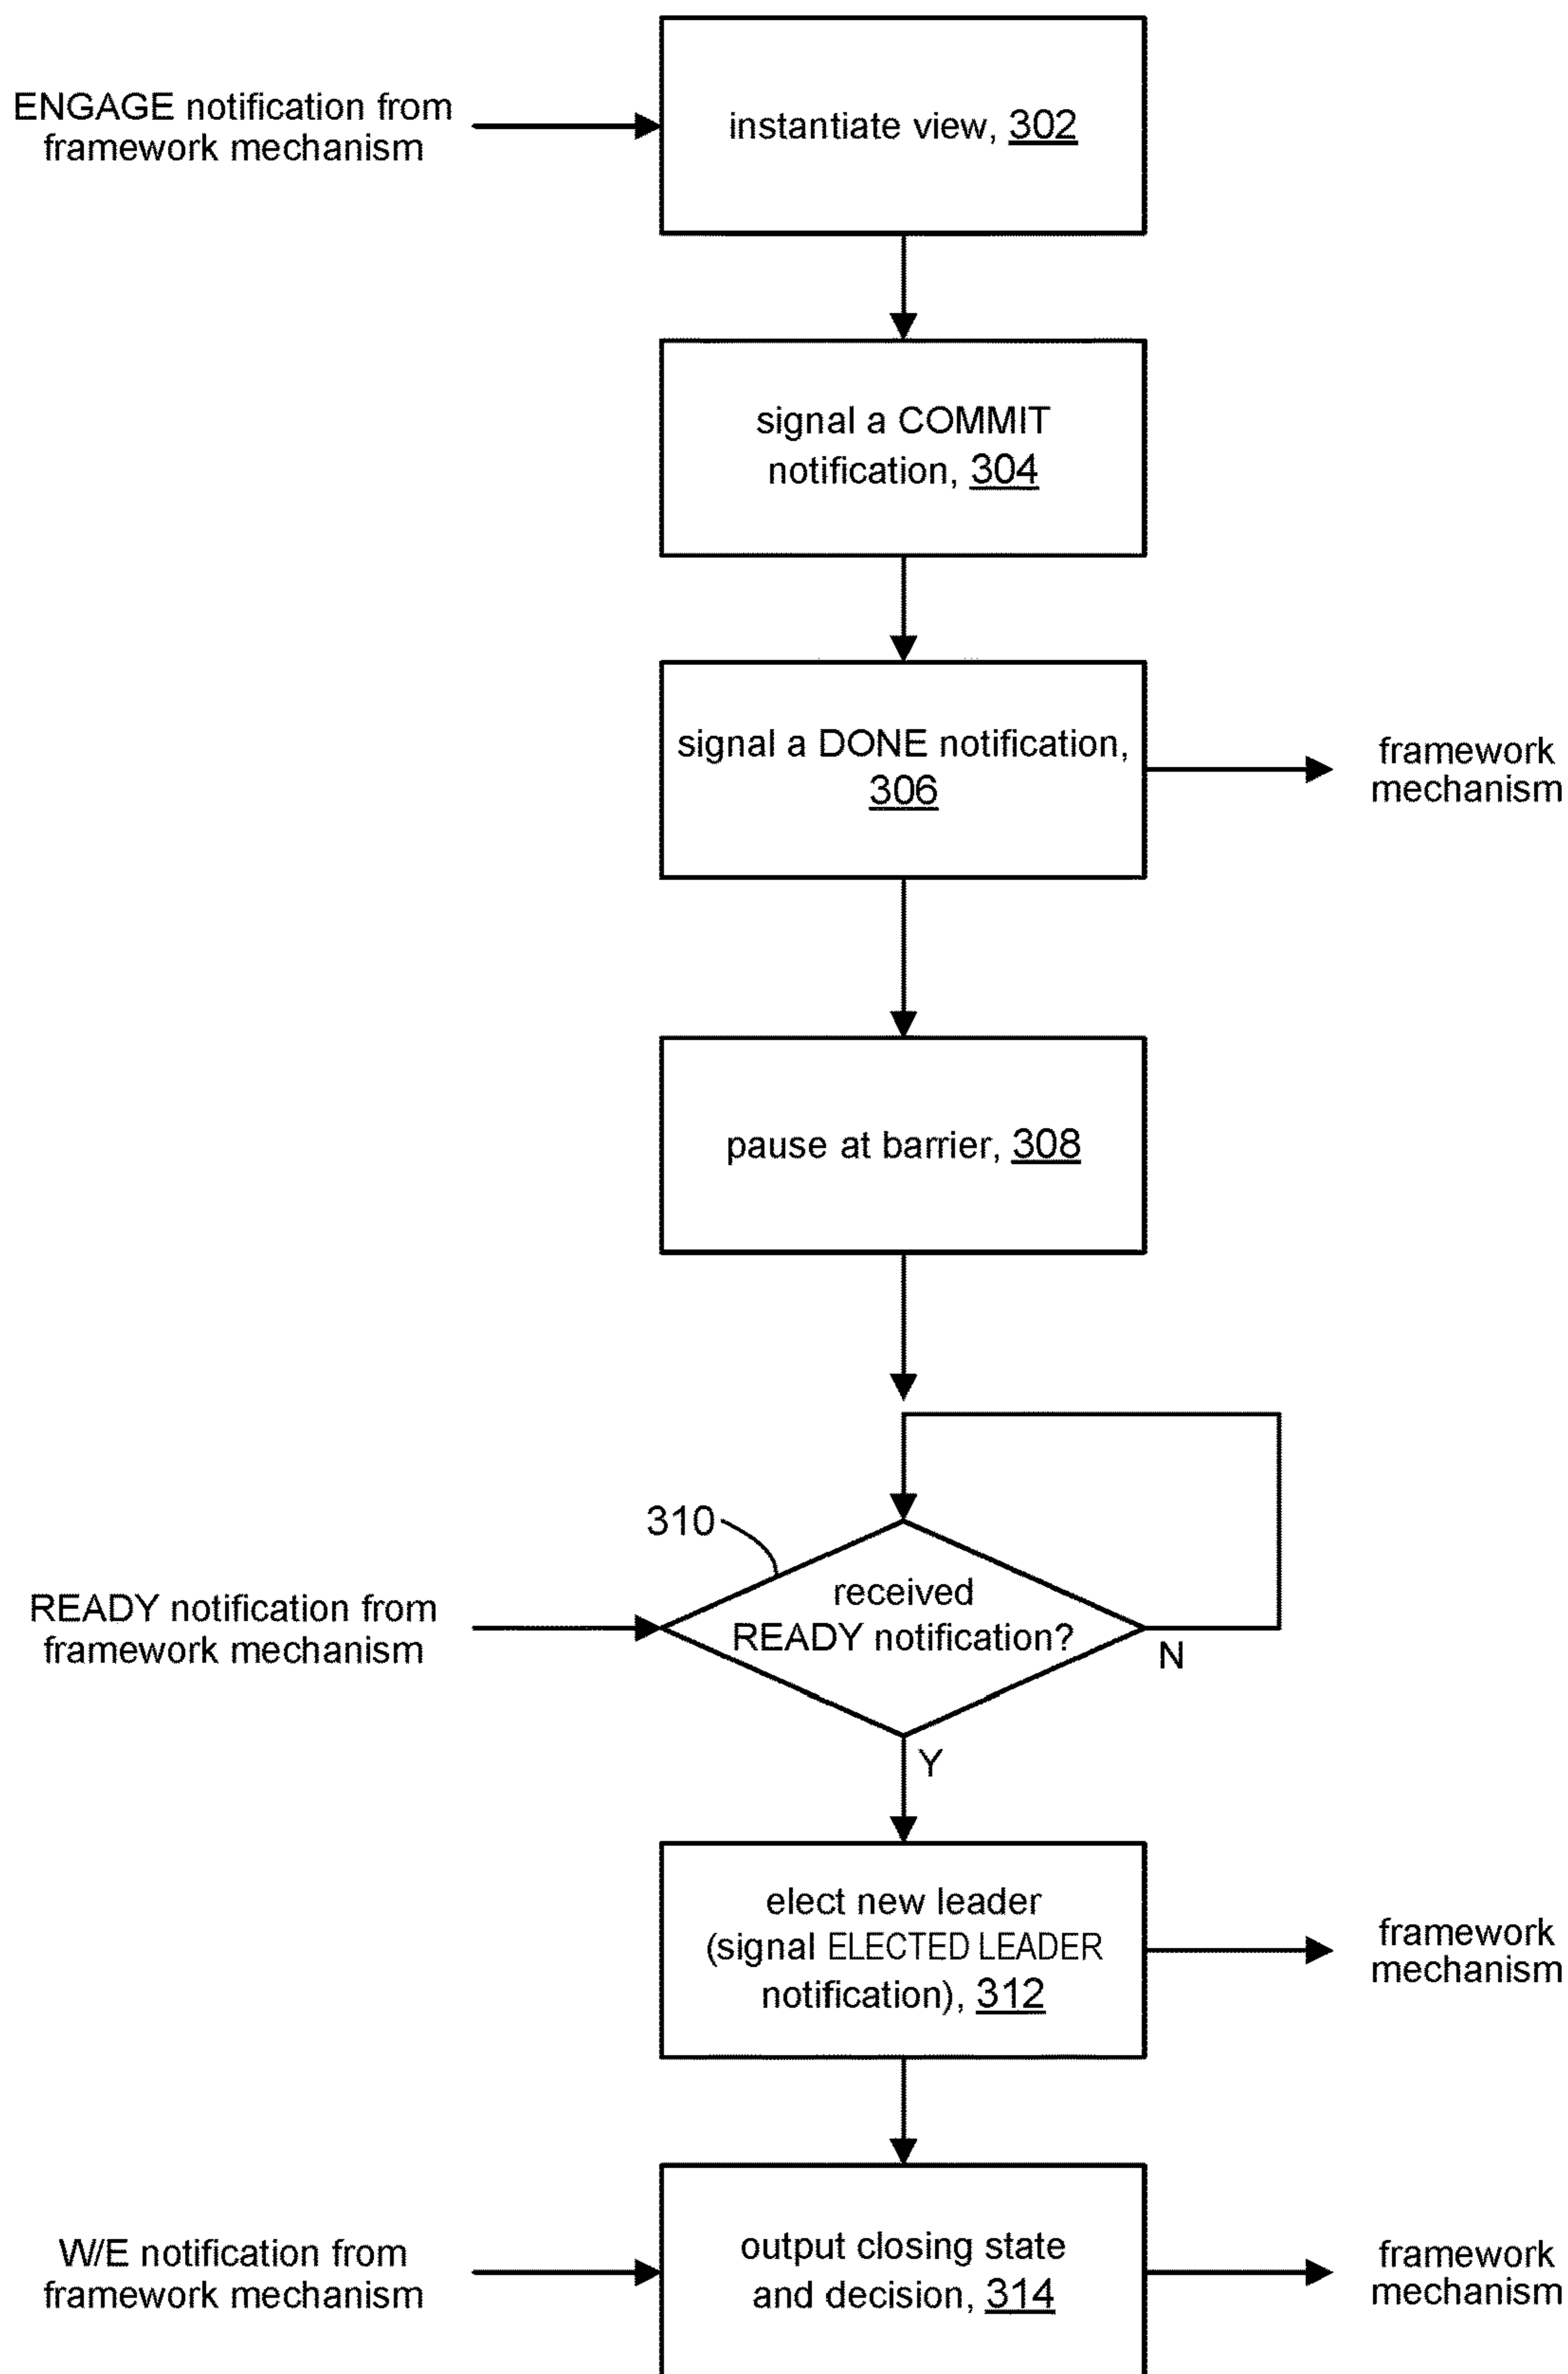 ENGAGE notification from
framework mechanism
instantiate view, 302
signal a COMMIT
notification, 304
signal a DONE notification,
306
framework
mechanism
pause at barrier, 308
310
received
READY notification?
READY notification from
framework mechanism
N
Y
elect new leader
(signal ELECTED LEADER
notification), 312
framework
mechanism
W/E notification from
framework mechanism
output closing state
and decision, 314
framework
mechanism